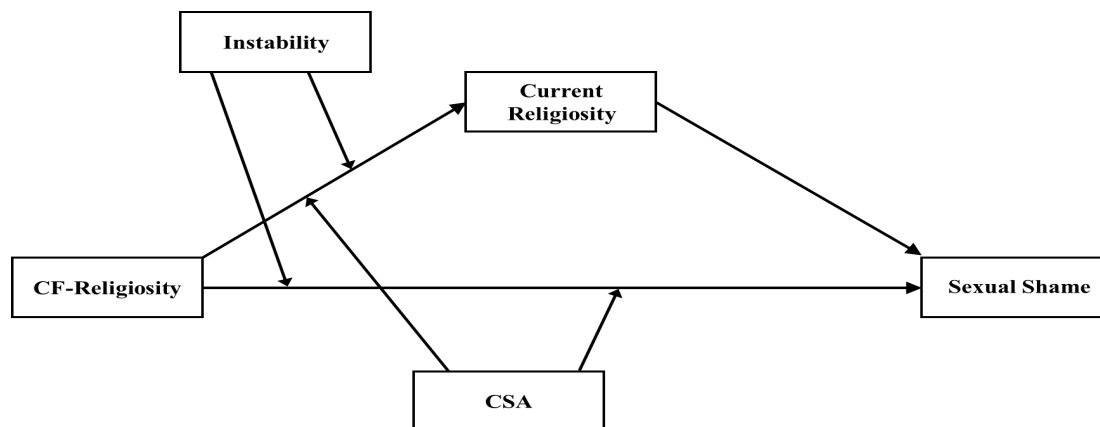 Instability
Current
Religiosity
CF-Religiosity
Sexual Shame
CSA